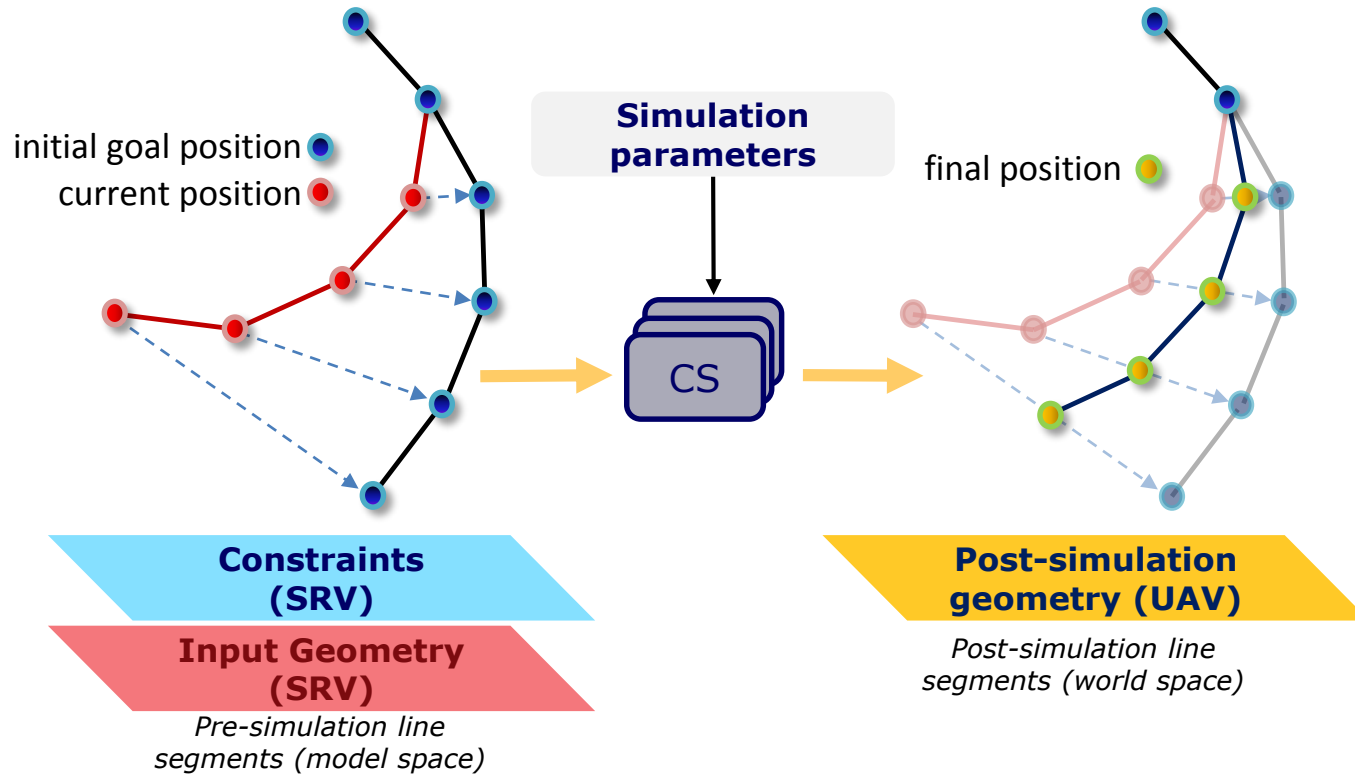 initial goal position
current position
Simulation
parameters
final position
CS
Constraints
(SRV)
Input Geometry
(SRV)
Pre-simulation line
segments (model space)
Post-simulation
geometry (UAV)
Post-simulation line
segments (world space)